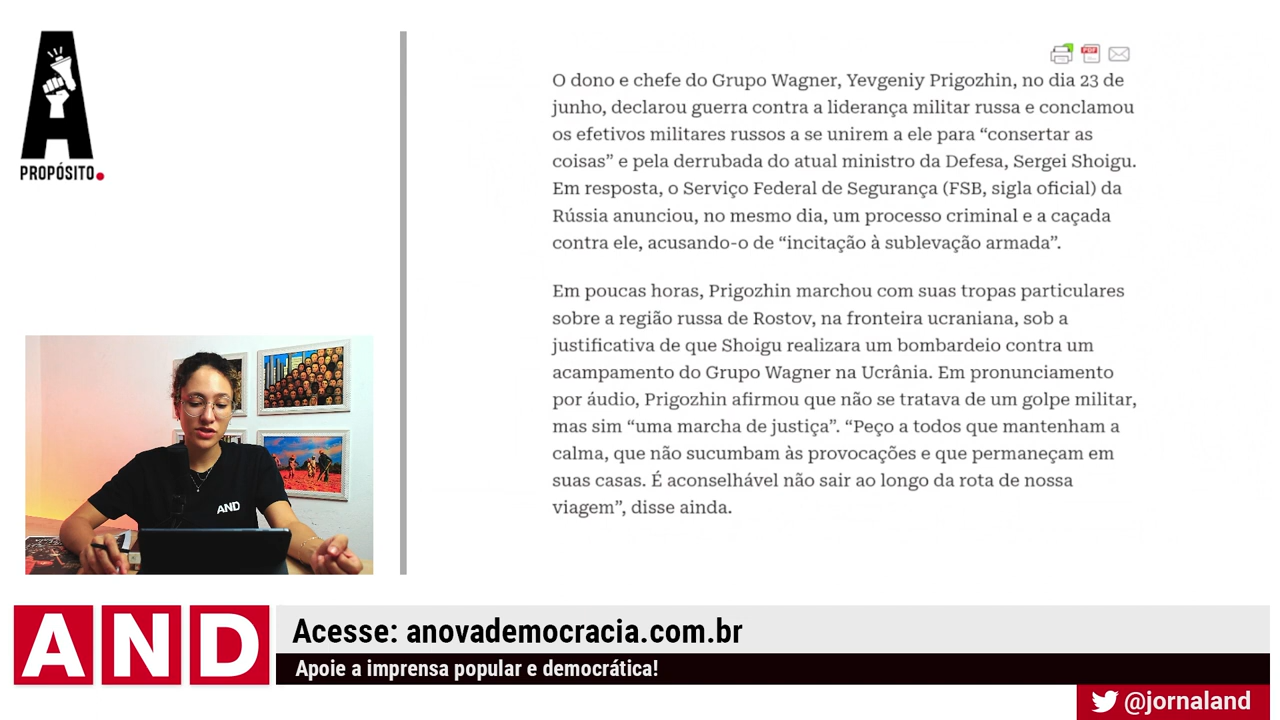 A
PROPÓSITO.
PDF
O dono e chefe do Grupo Wagner, Yevgeniy Prigozhin, no dia 23 de
junho, declarou guerra contra a liderança militar russa e conclamou
os efetivos militares russos a se unirem a ele para “consertar as
coisas” e pela derrubada do atual ministro da Defesa, Sergei Shoigu.
Em resposta, o Serviço Federal de Segurança (FSB, sigla oficial) da
Rússia anunciou, no mesmo dia, um processo criminal e a caçada
contra ele, acusando-o de “incitação à sublevação armada”.
Em poucas horas, Prigozhin marchou com suas tropas particulares
sobre a região russa de Rostov, na fronteira ucraniana, sob a
justificativa de que Shoigu realizara um bombardeio contra um
acampamento do Grupo Wagner na Ucrânia. Em pronunciamento
por áudio, Prigozhin afirmou que não se tratava de um golpe militar,
mas sim “uma marcha de justiça”. “Peço a todos que mantenham a
calma, que não sucumbam às provocações e que permaneçam em
suas casas. É aconselhável não sair ao longo da rota de nossa
viagem”, disse ainda.
AND
AND
Acesse: anovademocracia.com.br
Apoie a imprensa popular e democrática!
@jornaland